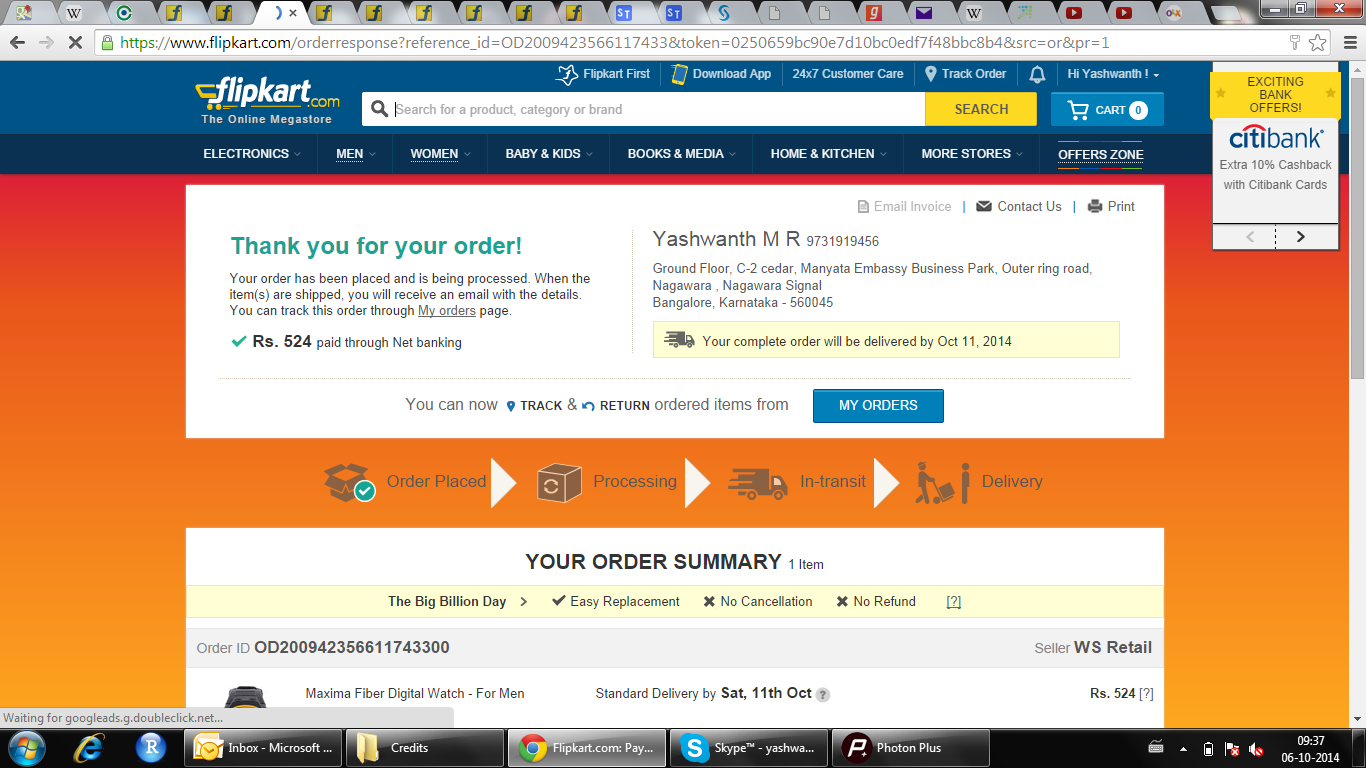 https://www.flipkart.com/orderresponse?reference_id=OD2009423566117433&token=0250659bc90e7d10bc0edf7f48bbc8b4&src=or&pr=1
Flipkart First
Download App
24x7 Customer Care
Track Order
Hi Yashwanth !
flipkart.com
The Online Megastore
Search for a product, category or brand
SEARCH
CART 0
EXCITING
BANK
OFFERS!
citibank
Extra 10% Cashback
with Citibank Cards
ELECTRONICS
MEN
WOMEN
BABY & KIDS
BOOKS & MEDIA
HOME & KITCHEN
MORE STORES
OFFERS ZONE
Email Invoice | Contact Us | Print
Thank you for your order!
Your order has been placed and is being processed. When the
item(s) are shipped, you will receive an email with the details.
You can track this order through My orders page.
Rs. 524 paid through Net banking
Yashwanth M R 9731919456
Ground Floor, C-2 cedar, Manyata Embassy Business Park, Outer ring road,
Nagawara , Nagawara Signal
Bangalore, Karnataka - 560045
Your complete order will be delivered by Oct 11, 2014
You can now TRACK & RETURN ordered items from
MY ORDERS
Order Placed
Processing
In-transit
Delivery
YOUR ORDER SUMMARY 1 Item
The Big Billion Day
Easy Replacement
No Cancellation
No Refund
[?]
Order ID OD200942356611743300
Seller WS Retail
Maxima Fiber Digital Watch - For Men
Standard Delivery by Sat, 11th Oct ?
Rs. 524 [?]
Waiting for googleads.g.doubleclick.net...
Inbox - Microsoft ...
Credits
Flipkart.com: Pay...
Skype™ - yashwa...
Photon Plus
09:37
06-10-2014